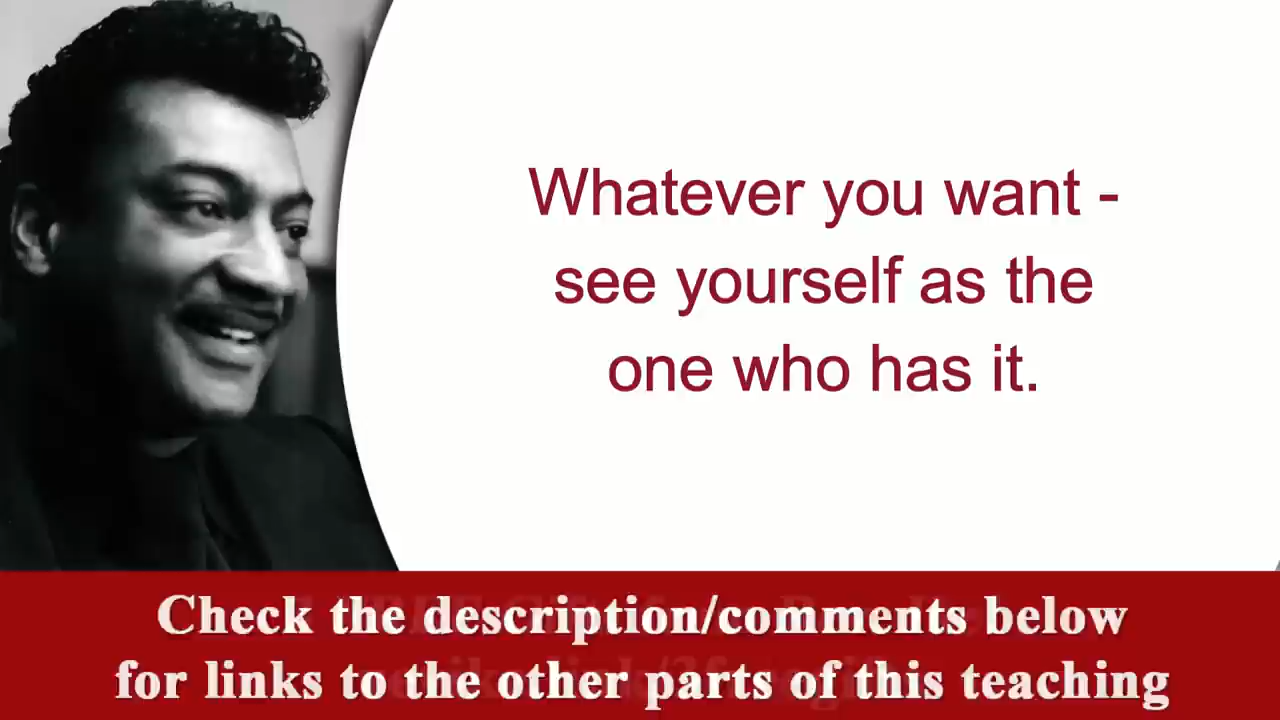 Whatever you want -
see yourself as the
one who has it.
Check the description/comments below
for links to the other parts of this teaching